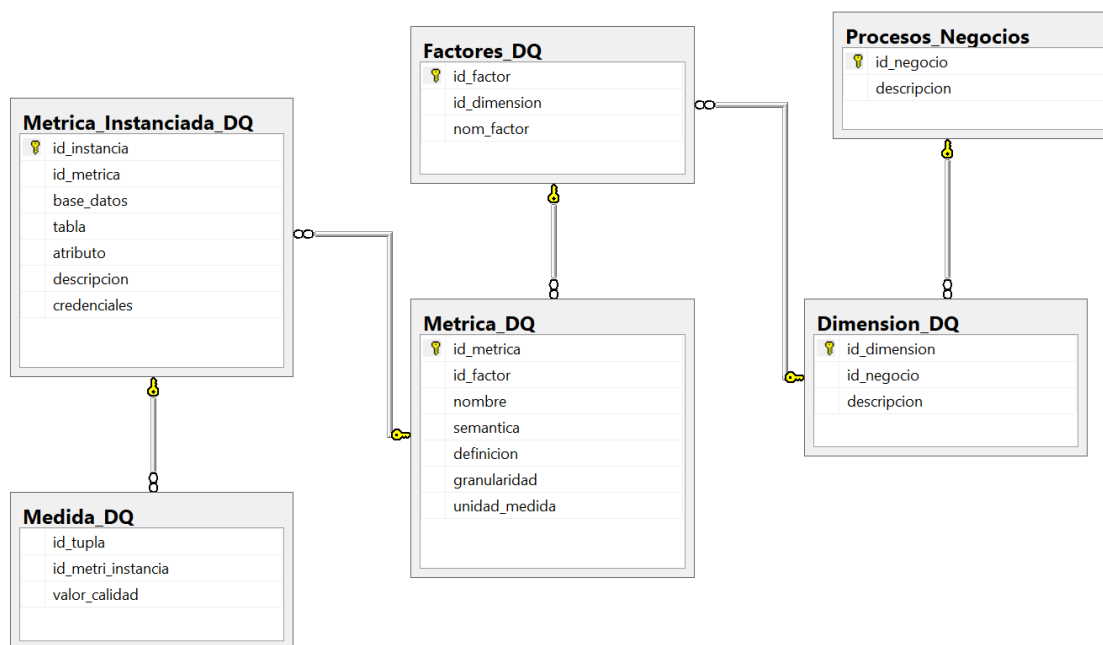 Factores_DQ
id_factor
id_dimension
nom_factor
Procesos_Negocios
id_negocio
descripcion
Metrica_Instanciada_DQ
id_instancia
id_metrica
base_datos
tabla
atributo
descripcion
credenciales
Metrica_DQ
id_metrica
id_factor
nombre
semantica
definicion
granularidad
unidad_medida
Dimension_DQ
id_dimension
id_negocio
descripcion
Medida_DQ
id_tupla
id_metri_instancia
valor_calidad